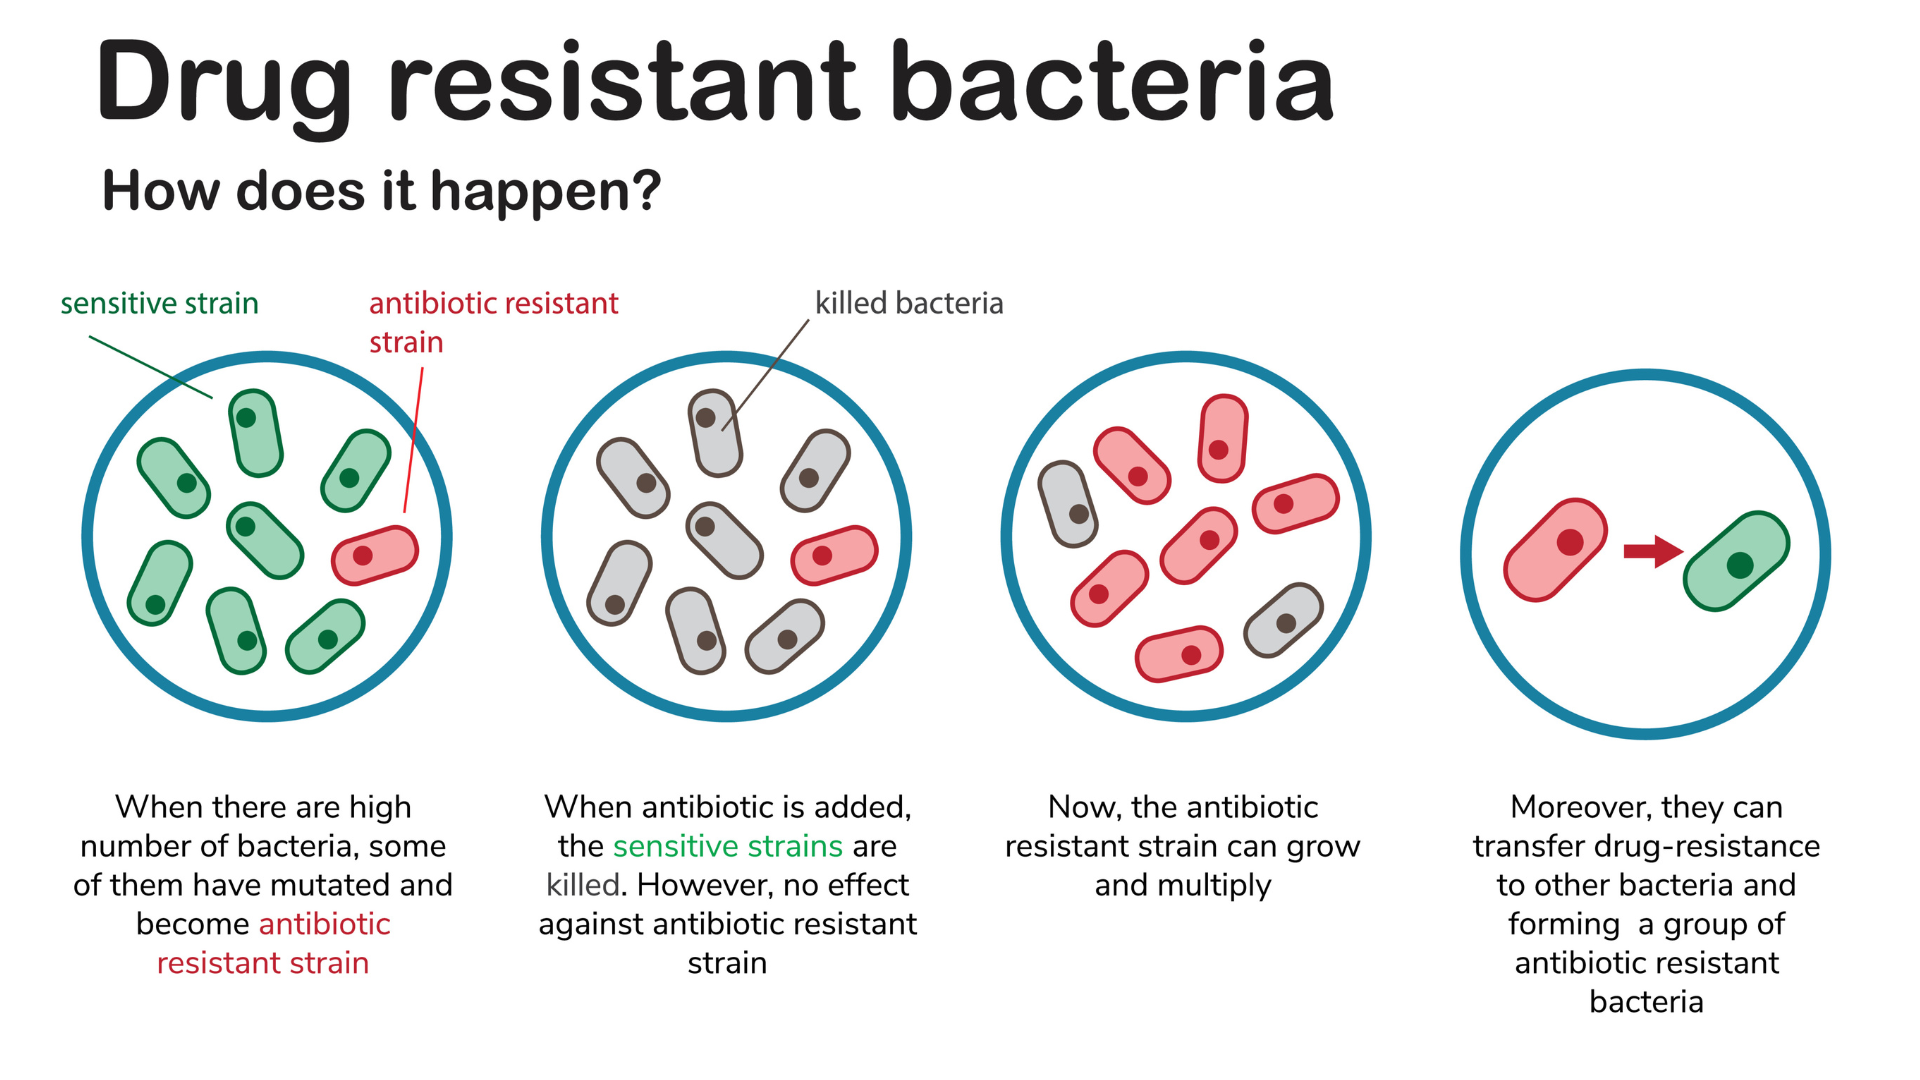 Drug resistant bacteria
How does it happen?
sensitive strain
antibiotic resistant
strain
killed bacteria
When there are high
number of bacteria, some
of them have mutated and
become antibiotic
resistant strain
When antibiotic is added,
the sensitive strains are
killed. However, no effect
against antibiotic resistant
strain
Now, the antibiotic
resistant strain can grow
and multiply
Moreover, they can
transfer drug-resistance
to other bacteria and
forming  a group of
antibiotic resistant
bacteria